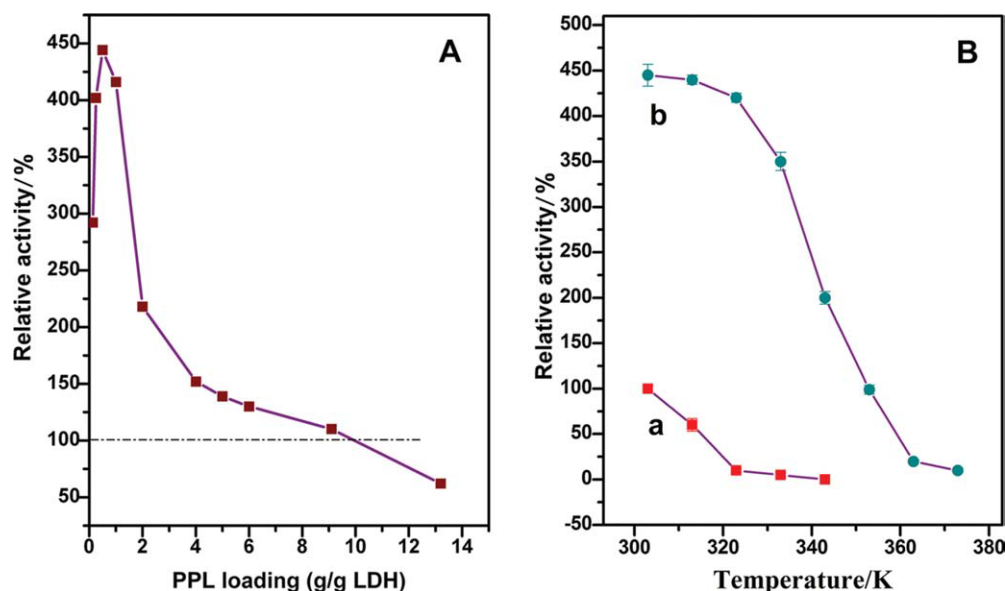 A
450
400
350
300
250
200
150
100
50
Relative activity/%
0 2 4 6 8 10 12 14
PPL loading (g/g LDH)
B
500
450
400
350
300
250
200
150
100
50
0
-50
Relative activity/%
b
a
300 320 340 360 380
Temperature/K